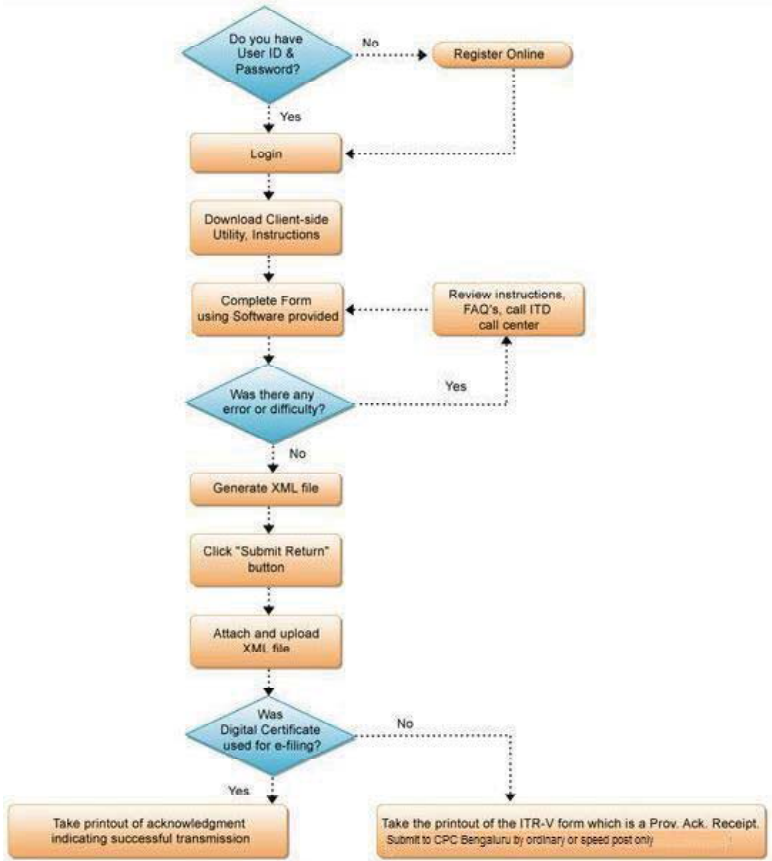 Do you have
User ID &
Password?
No
Register Online
Yes
Login
Download Client-side
Utility, Instructions
Complete Form
using Software provided
Review instructions,
FAQ's, call ITD
call center
Was there any
error or difficulty?
Yes
No
Generate XML file
Click "Submit Return"
button
Attach and upload
XML file
Was
Digital Certificate
used for e-filing?
No
Yes
Take printout of acknowledgment
indicating successful transmission
Take the printout of the ITR-V form which is a Prov. Ack. Receipt.
Submit to CPC Bengaluru by ordinary or speed post only